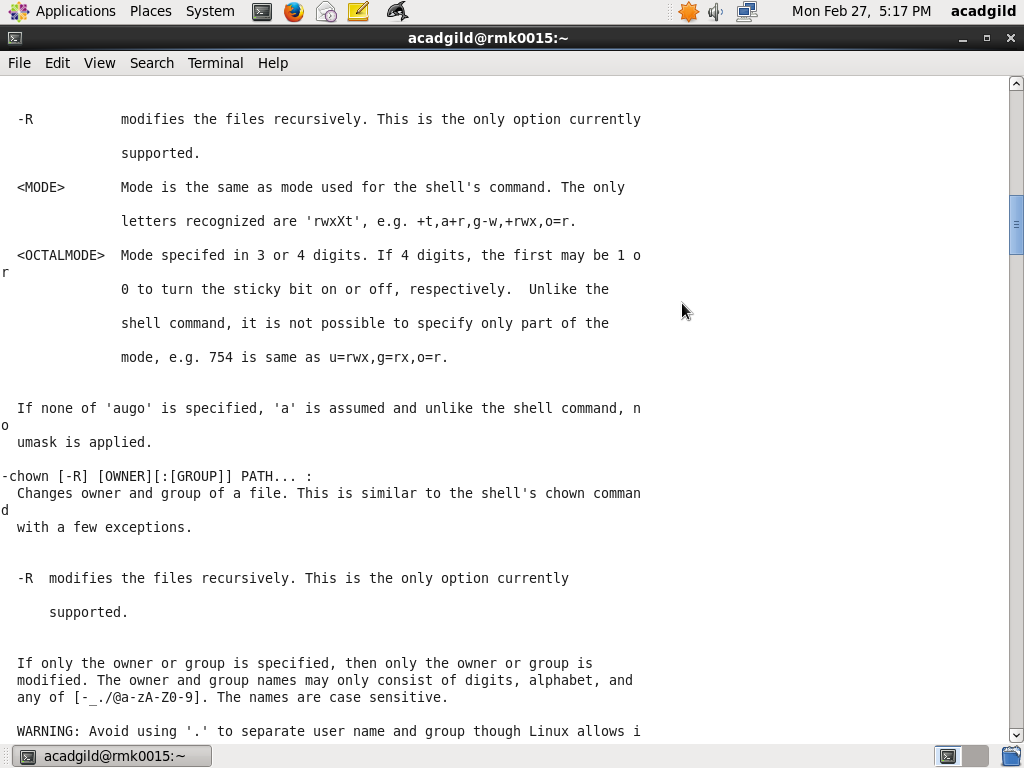 Applications Places System Mon Feb 27, 5:17 PM acadgild
acadgild@rmk0015:~
File Edit View Search Terminal Help
-R modifies the files recursively. This is the only option currently
supported.
<MODE> Mode is the same as mode used for the shell's command. The only
letters recognized are 'rwxXt', e.g. +t,a+r,g-w,+rwx,o=r.
<OCTALMODE> Mode specifed in 3 or 4 digits. If 4 digits, the first may be 1 o
r
0 to turn the sticky bit on or off, respectively. Unlike the
shell command, it is not possible to specify only part of the
mode, e.g. 754 is same as u=rwx,g=rx,o=r.
If none of 'augo' is specified, 'a' is assumed and unlike the shell command, n
o
umask is applied.
-chown [-R] [OWNER][:[GROUP]] PATH... :
Changes owner and group of a file. This is similar to the shell's chown comman
d
with a few exceptions.
-R modifies the files recursively. This is the only option currently
supported.
If only the owner or group is specified, then only the owner or group is
modified. The owner and group names may only consist of digits, alphabet, and
any of [-_./@a-zA-Z0-9]. The names are case sensitive.
WARNING: Avoid using '.' to separate user name and group though Linux allows i
acadgild@rmk0015:~